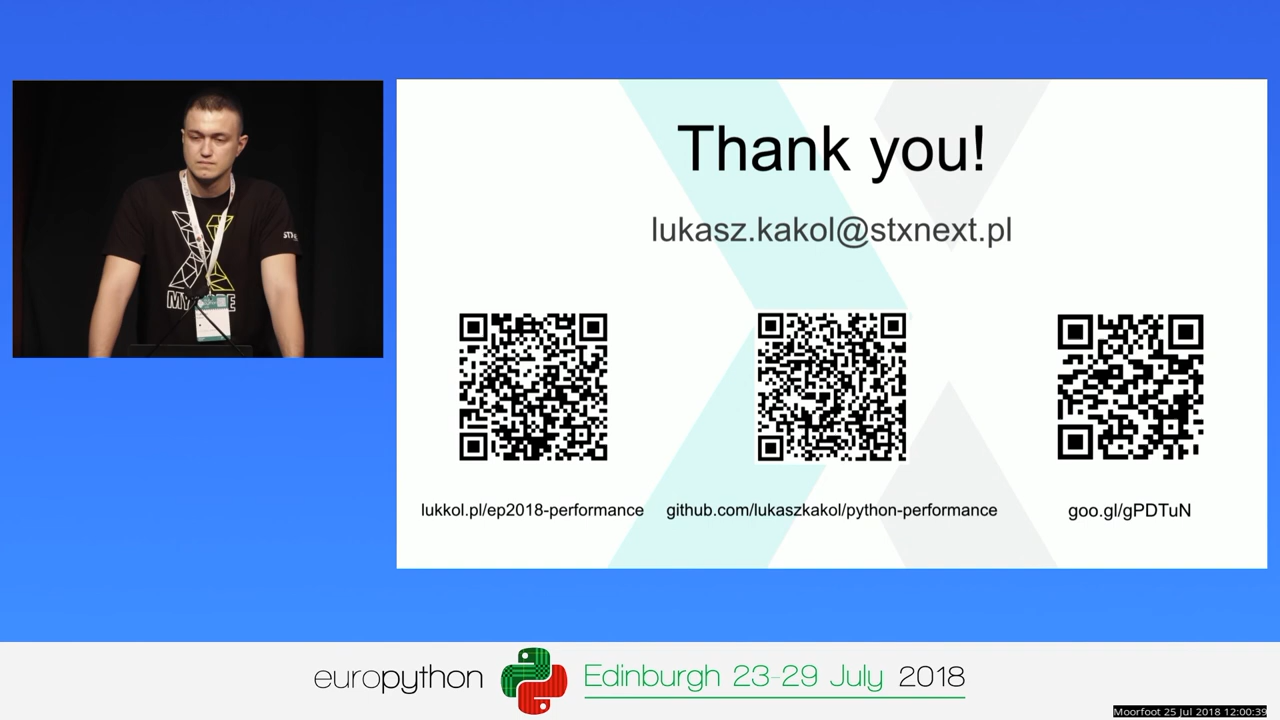 Thank you!
lukasz.kakol@stxnext.pl
lukkol.pl/ep2018-performance
github.com/lukaszkakol/python-performance
goo.gl/gPDTuN
europython
Edinburgh 23-29 July 2018
Moorfoot 25 Jul 2018 12:00:39